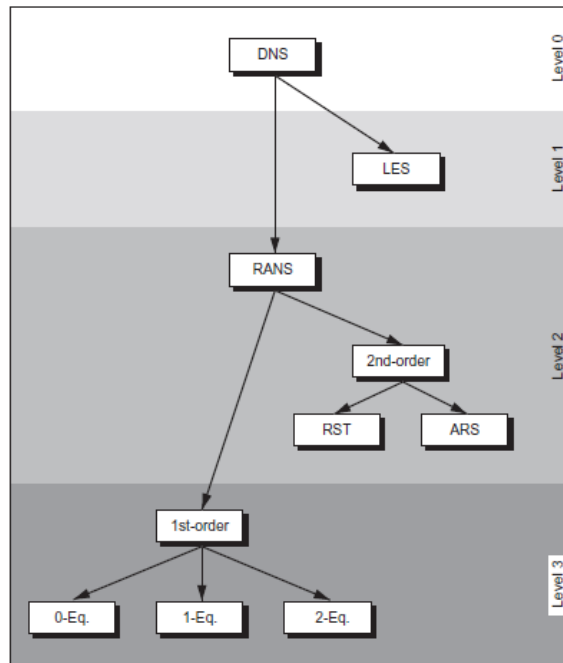 Level 0
DNS
Level 1
LES
Level 2
RANS
2nd-order
RST
ARS
Level 3
1st-order
0-Eq.
1-Eq.
2-Eq.